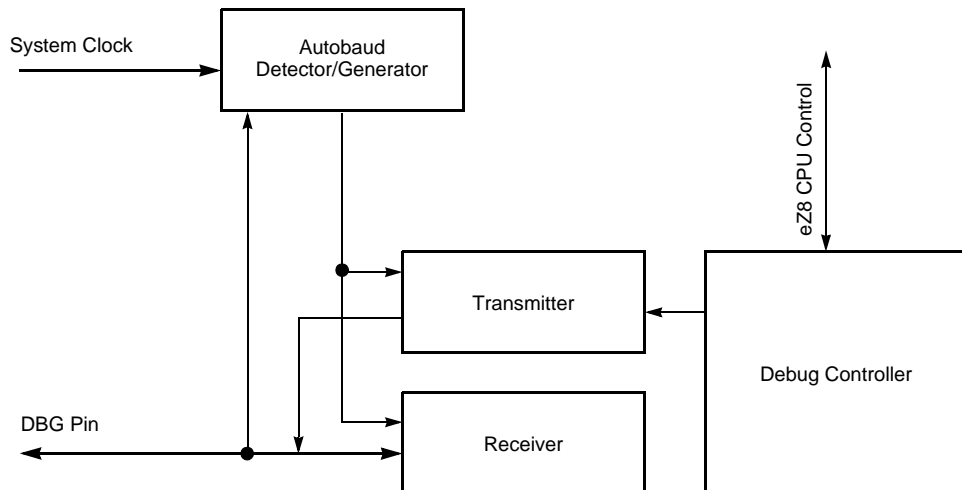 System Clock
Autobaud
Detector/Generator
eZ8 CPU Control
Transmitter
Debug Controller
DBG Pin
Receiver